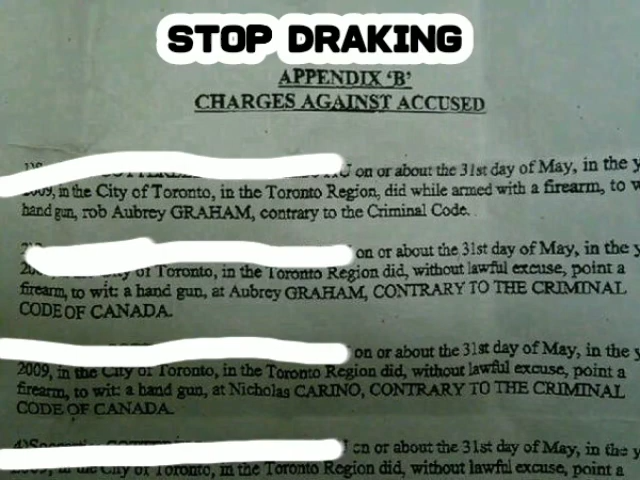 STOP DRAKING
APPENDIX 'B'
CHARGES AGAINST ACCUSED
on or about the 31st day of May, in the y
2009, in the City of Toronto, in the Toronto Region, did while armed with a firearm, to w
hand gun, rob Aubrey GRAHAM, contrary to the Criminal Code.
on or about the 31st day of May, in the y
City of Toronto, in the Toronto Region did, without lawful excuse, point a
firearm, to wit: a hand gun, at Aubrey GRAHAM, CONTRARY TO THE CRIMINAL
CODE OF CANADA.
on or about the 31st day of May, in the y
2009, in the City of Toronto, in the Toronto Region did, without lawful excuse, point a
firearm, to wit: a hand gun, at Nicholas CARINO, CONTRARY TO THE CRIMINAL
CODE OF CANADA.
on or about the 31st day of May, in the y
City of Toronto, in the Toronto Region did, without lawful excuse, point a